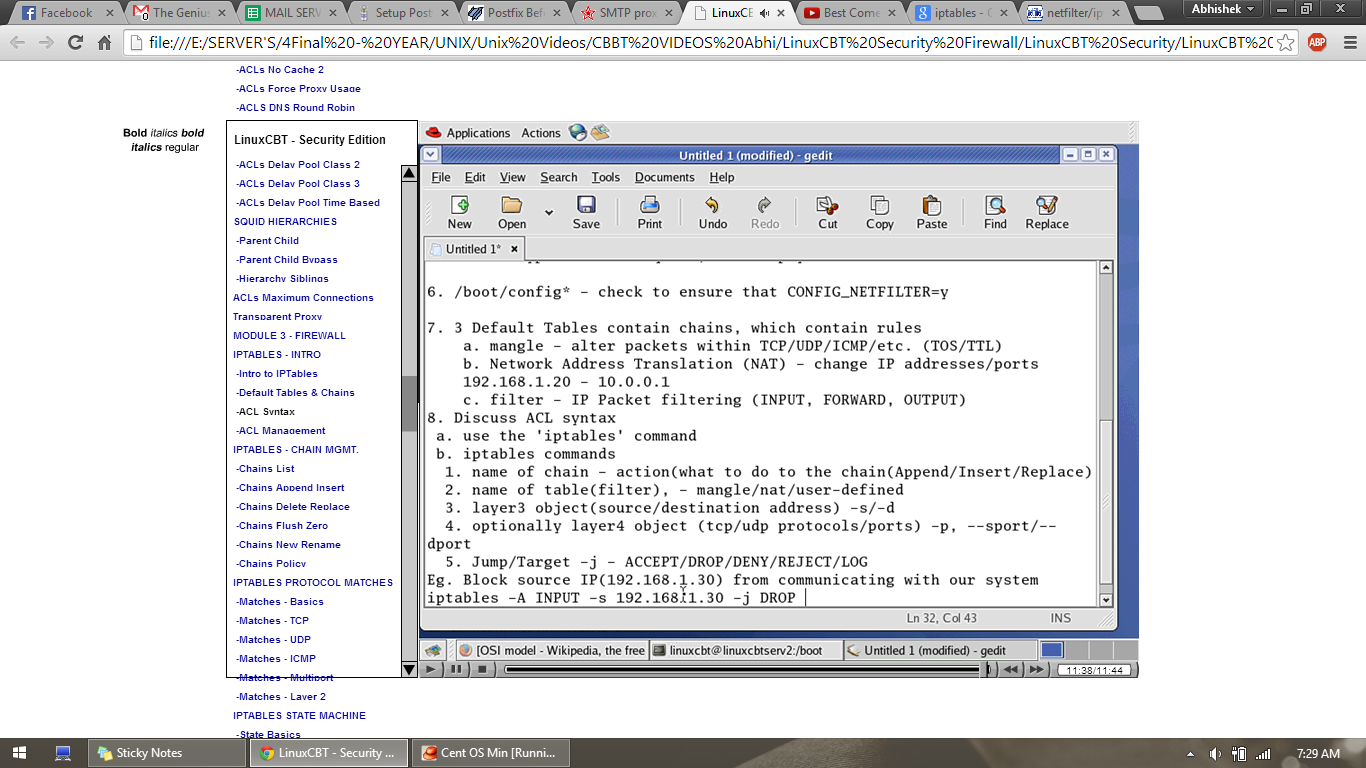 Facebook
The Genius
MAIL SERV
Setup Post
Postfix Bef
SMTP prox
LinuxCB
Best Come
iptables - G
netfilter/ip
Abhishek
file:///E:/SERVER'S/4Final%20-%20YEAR/UNIX/Unix%20Videos/CBBT%20VIDEOS%20Abhi/LinuxCBT%20Security%20Firewall/LinuxCBT%20Security/LinuxCBT%20
ABP
-ACLs No Cache 2
-ACLs Force Proxy Usage
-ACLS DNS Round Robin
Bold italics bold
italics regular
LinuxCBT - Security Edition
-ACLs Delay Pool Class 2
-ACLs Delay Pool Class 3
-ACLs Delay Pool Time Based
SQUID HIERARCHIES
-Parent Child
-Parent Child Bypass
-Hierarchy Siblings
ACLs Maximum Connections
Transparent Proxy
MODULE 3 - FIREWALL
IPTABLES - INTRO
-Intro to IPTables
-Default Tables & Chains
-ACL Syntax
-ACL Management
IPTABLES - CHAIN MGMT.
-Chains List
-Chains Append Insert
-Chains Delete Replace
-Chains Flush Zero
-Chains New Rename
-Chains Policy
IPTABLES PROTOCOL MATCHES
-Matches - Basics
-Matches - TCP
-Matches - UDP
-Matches - ICMP
-Matches - Multiport
-Matches - Layer 2
IPTABLES STATE MACHINE
-State Basics
Applications Actions
Untitled 1 (modified) - gedit
File Edit View Search Tools Documents Help
New Open Save Print Undo Redo Cut Copy Paste Find Replace
Untitled 1*
6. /boot/config* - check to ensure that CONFIG_NETFILTER=y
7. 3 Default Tables contain chains, which contain rules
a. mangle - alter packets within TCP/UDP/ICMP/etc. (TOS/TTL)
b. Network Address Translation (NAT) - change IP addresses/ports
192.168.1.20 - 10.0.0.1
c. filter - IP Packet filtering (INPUT, FORWARD, OUTPUT)
8. Discuss ACL syntax
a. use the 'iptables' command
b. iptables commands
1. name of chain - action(what to do to the chain(Append/Insert/Replace)
2. name of table(filter), - mangle/nat/user-defined
3. layer3 object(source/destination address) -s/-d
4. optionally layer4 object (tcp/udp protocols/ports) -p, --sport/--
dport
5. Jump/Target -j - ACCEPT/DROP/DENY/REJECT/LOG
Eg. Block source IP(192.168.1.30) from communicating with our system
iptables -A INPUT -s 192.168.1.30 -j DROP
Ln 32, Col 43 INS
[OSI model - Wikipedia, the free
linuxcbt@linuxcbtserv2:/boot
Untitled 1 (modified) - gedit
11:38/11:44
Sticky Notes
LinuxCBT - Security ...
Cent OS Min [Runni...
7:29 AM